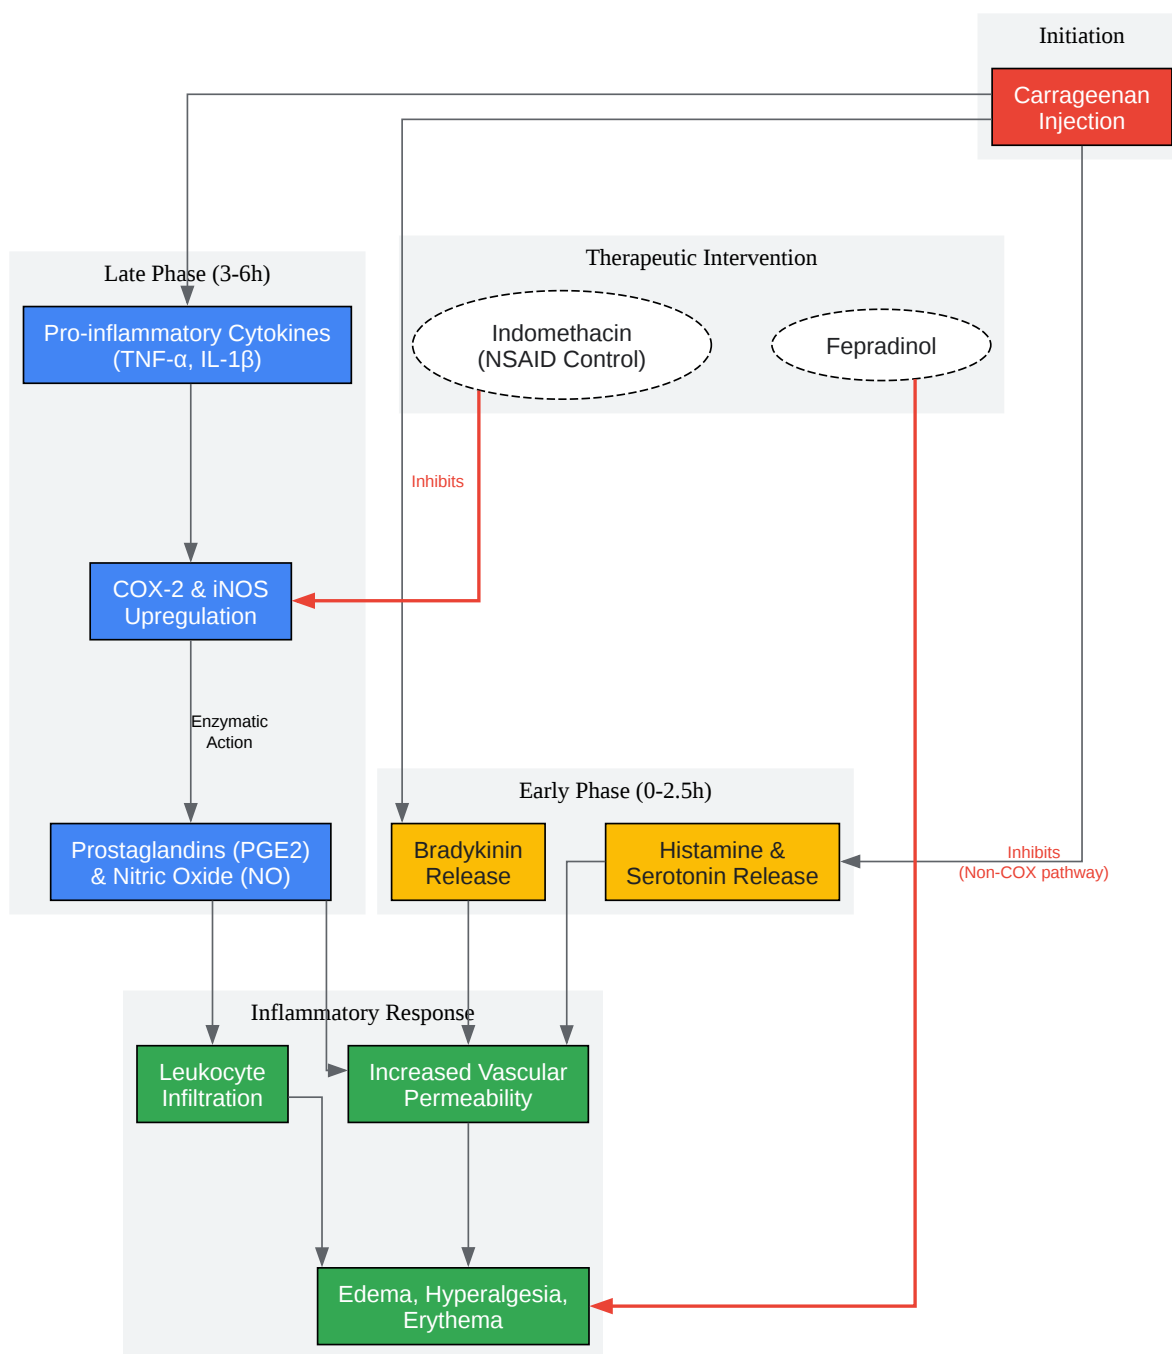 Initiation
Carrageenan
Injection
Therapeutic Intervention
Late Phase (3-6h)
Indomethacin
(NSAID Control)
Fepradinol
Pro-inflammatory Cytokines
(TNF-α, IL-1β)
Inhibits
COX-2 & iNOS
Upregulation
Enzymatic
Action
Early Phase (0-2.5h)
Prostaglandins (PGE2)
& Nitric Oxide (NO)
Bradykinin
Release
Histamine &
Serotonin Release
Inhibits
(Non-COX pathway)
Inflammatory Response
Leukocyte
Infiltration
Increased Vascular
Permeability
Edema, Hyperalgesia,
Erythema